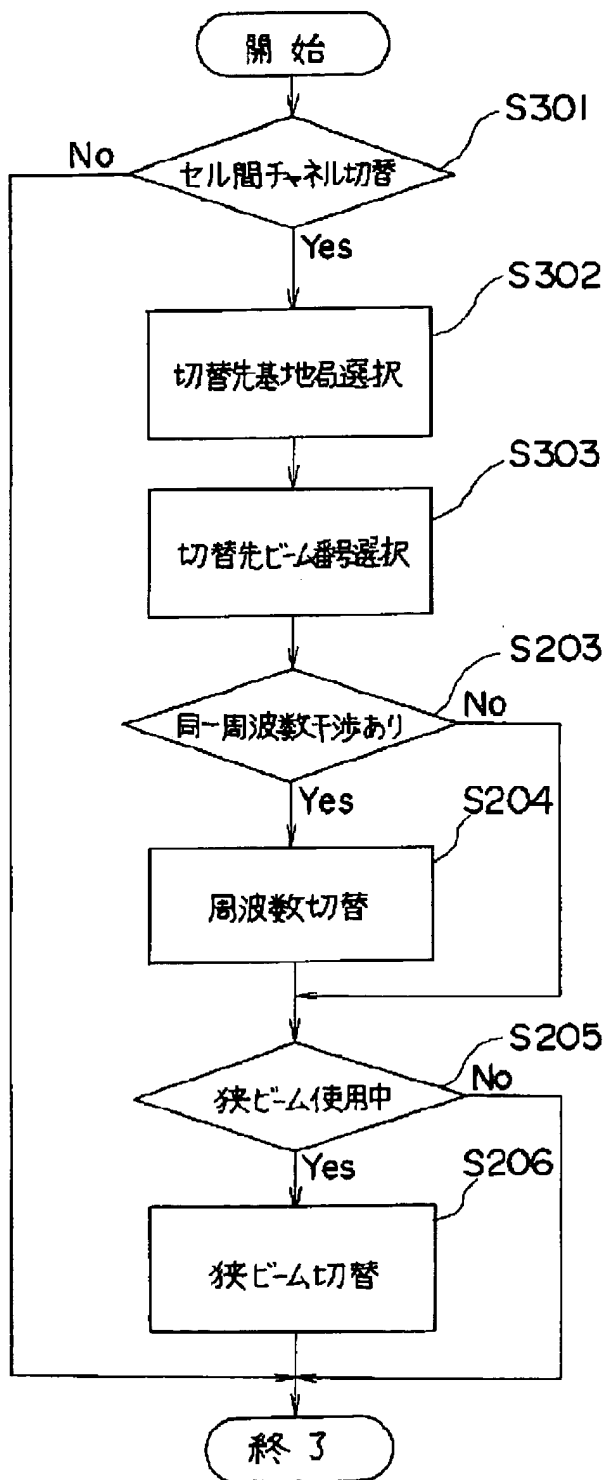 開始
S301
No
セル間チャネル切替
Yes
S302
切替先基地局選択
S303
切替先ビーム番号選択
S203
同一周波数干渉あり
No
Yes
S204
周波数切替
S205
狭ビーム使用中
No
Yes
S206
狭ビーム切替
終了